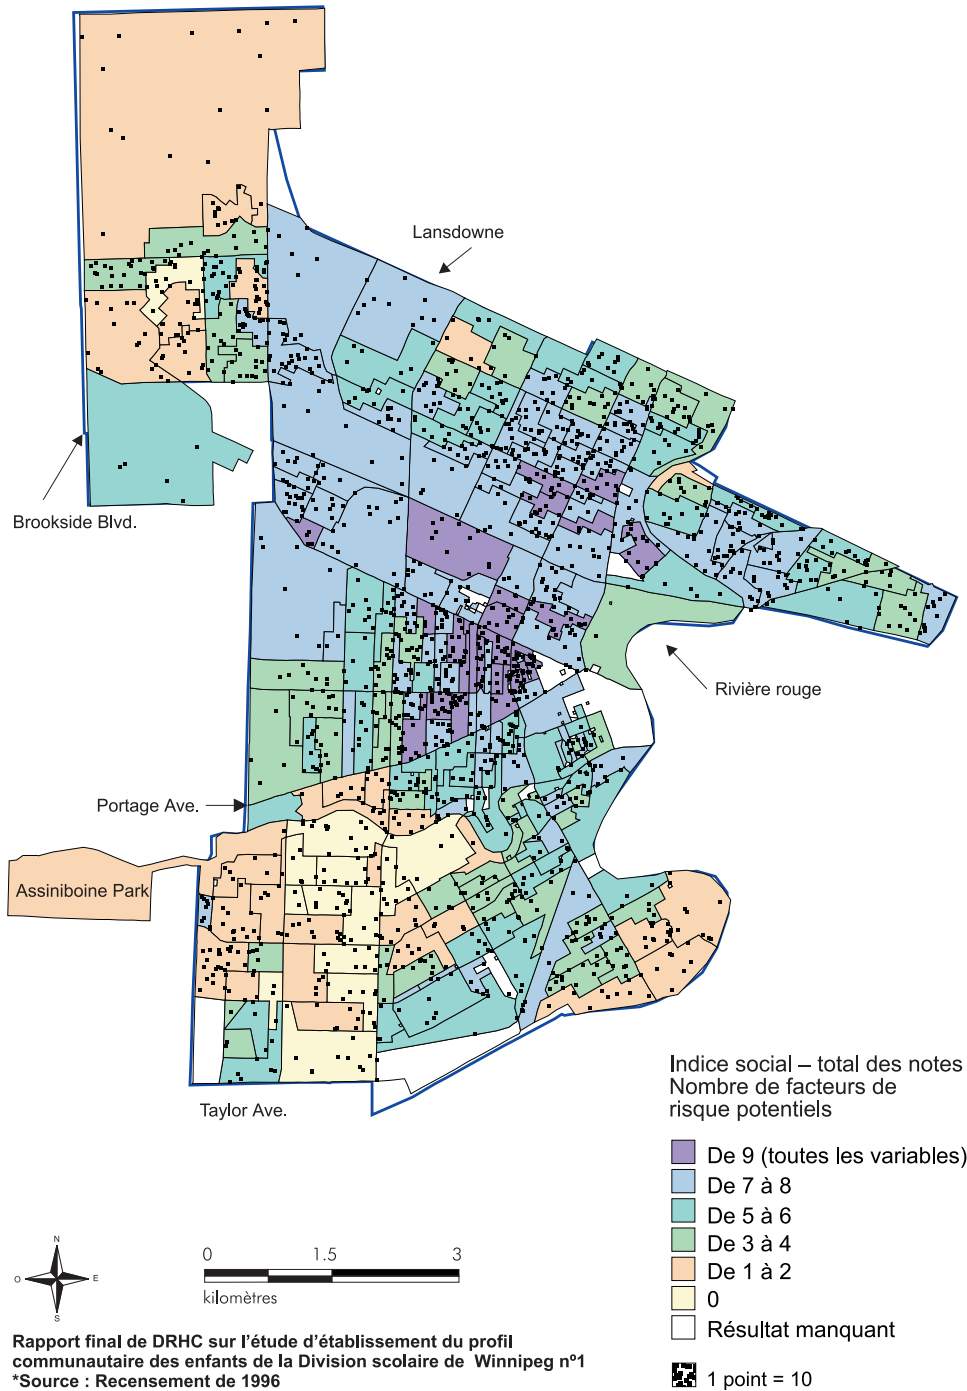 Lansdowne
Brookside Blvd.
Rivière rouge
Portage Ave.
Assiniboine Park
Taylor Ave.
Indice social – total des notes
Nombre de facteurs de
risque potentiels
De 9 (toutes les variables)
De 7 à 8
De 5 à 6
De 3 à 4
De 1 à 2
0
Résultat manquant
1 point = 10
N
O E
S
0 1.5 3
kilomètres
Rapport final de DRHC sur l'étude d'établissement du profil
communautaire des enfants de la Division scolaire de Winnipeg nº1
*Source : Recensement de 1996